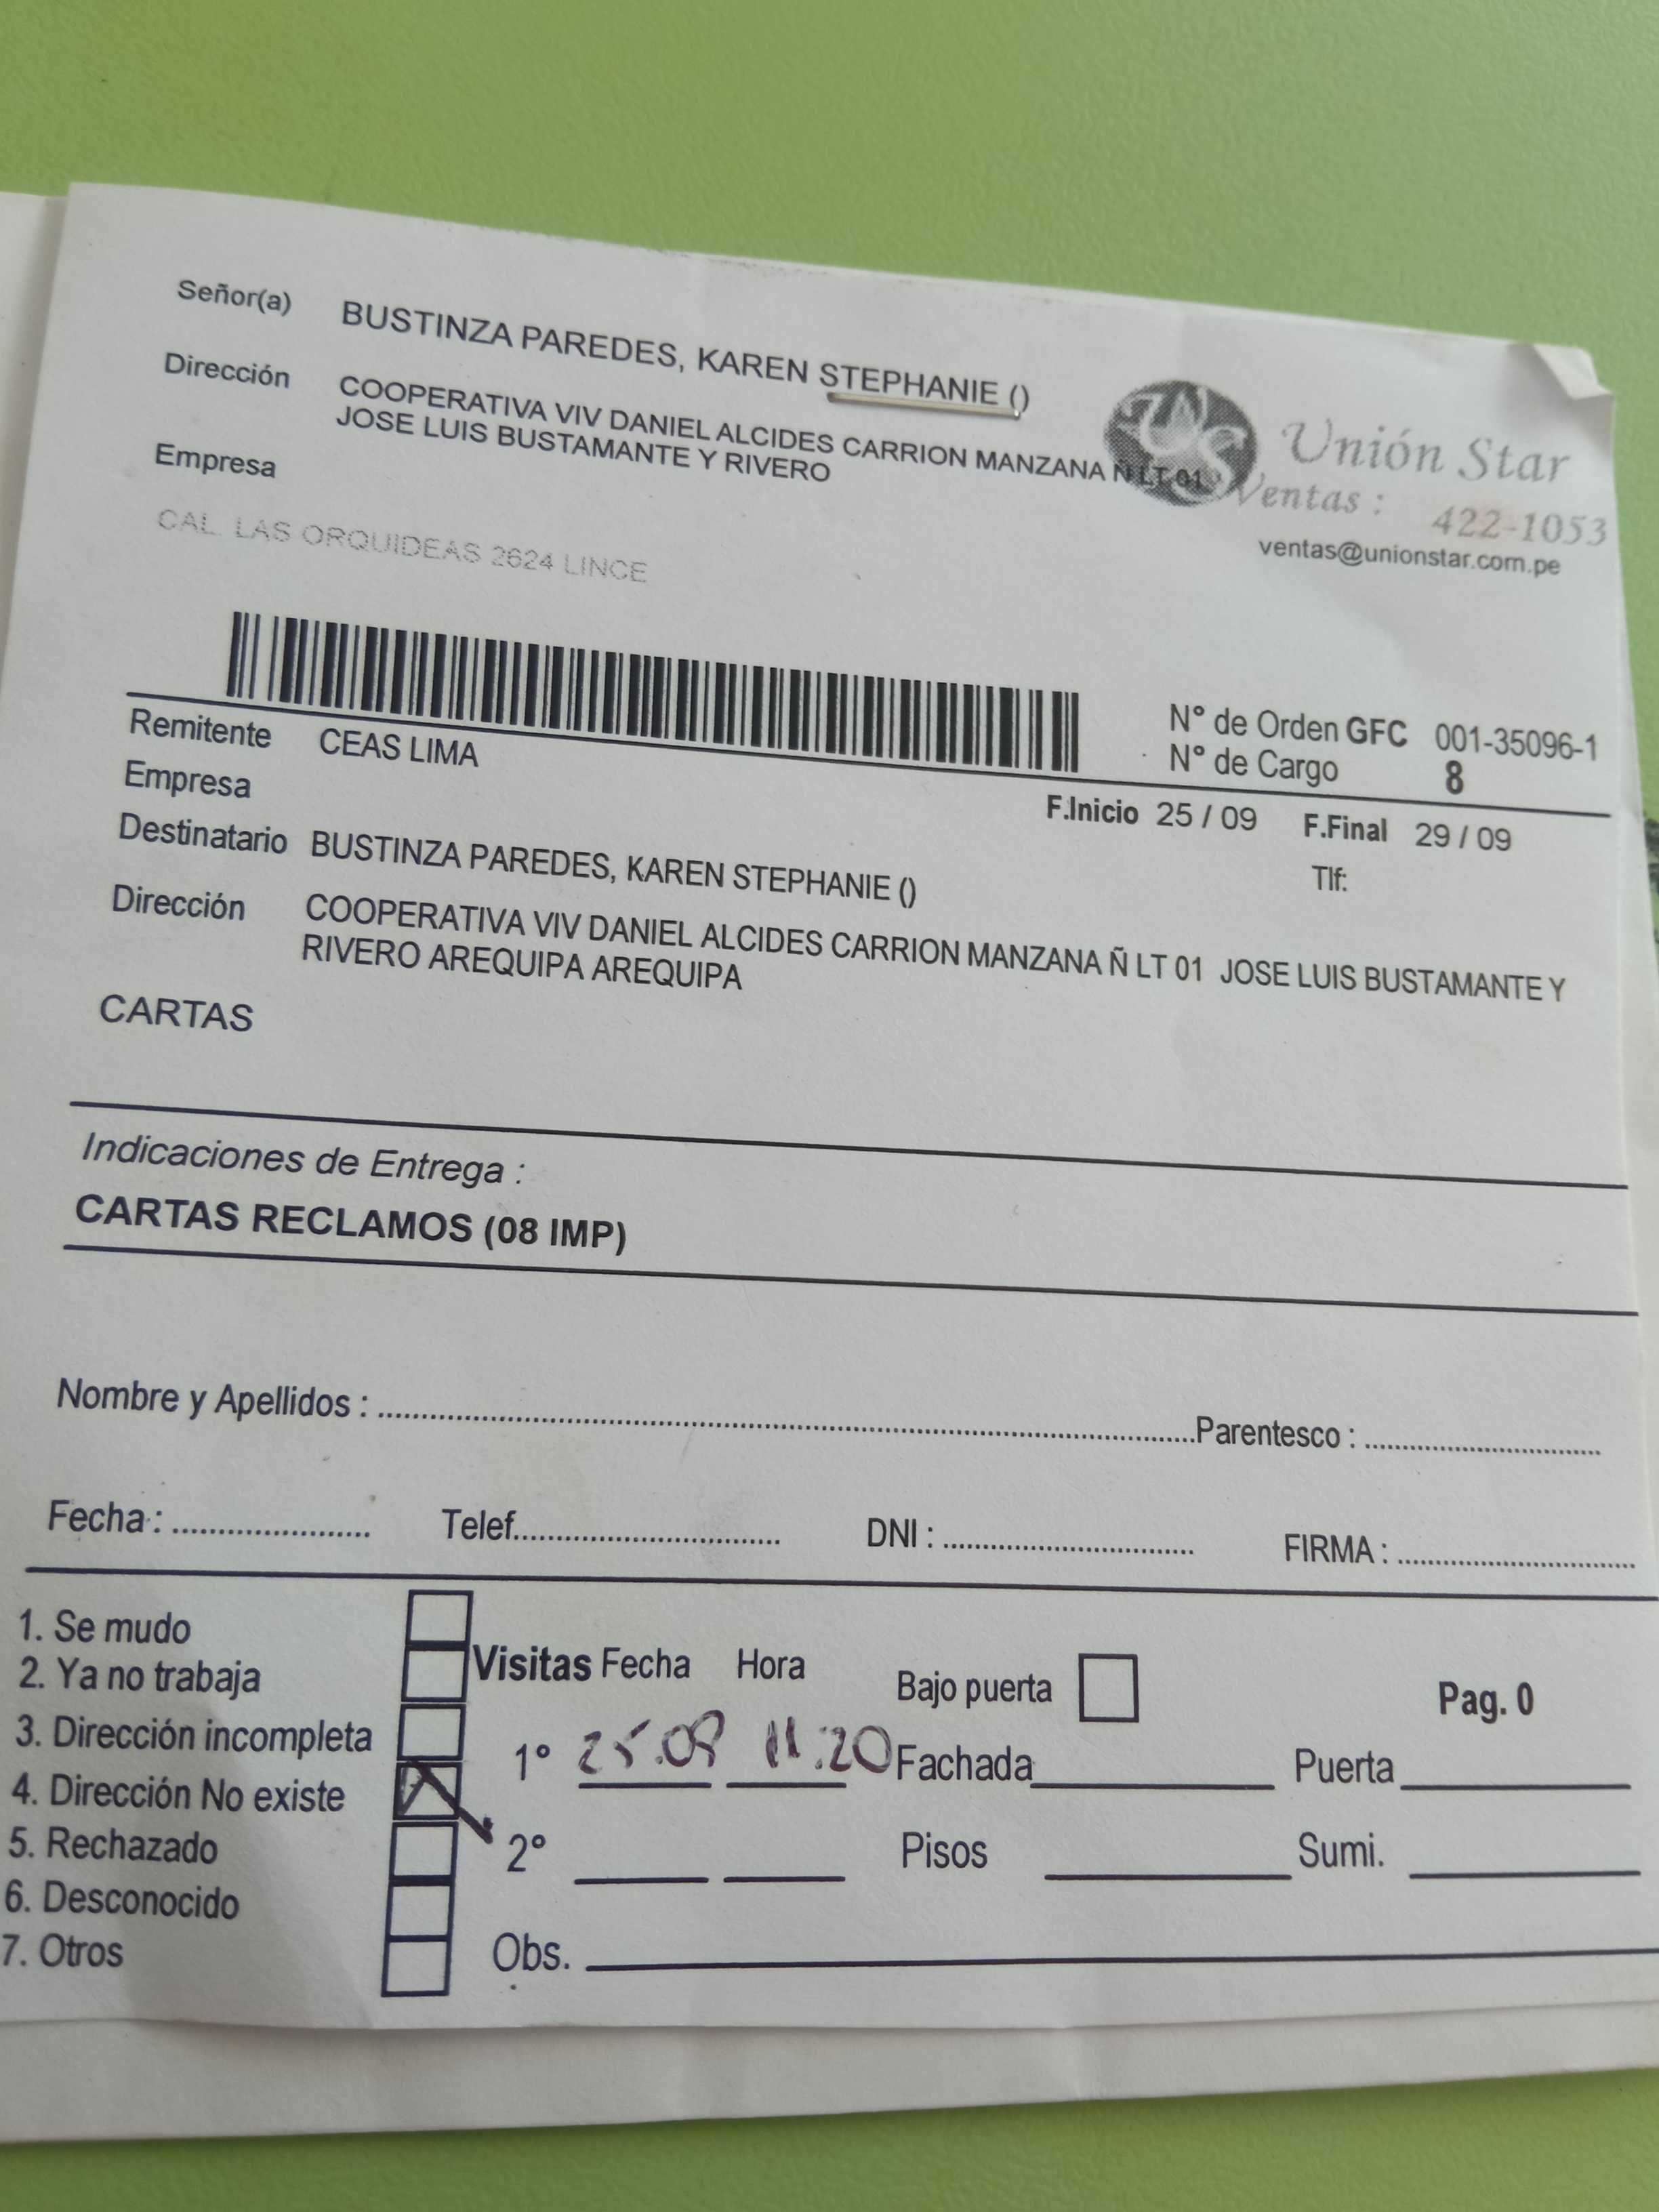 Señor(a) BUSTINZA PAREDES, KAREN STEPHANIE ()
Dirección COOPERATIVA VIV DANIEL ALCIDES CARRION MANZANA Ñ LT 01
JOSE LUIS BUSTAMANTE Y RIVERO
Unión Star
Ventas : 422-1053
ventas@unionstar.com.pe
Empresa
CAL. LAS ORQUIDEAS 2624 LINCE
N° de Orden GFC 001-35096-1
N° de Cargo 8
Remitente CEAS LIMA
Empresa
F.Inicio 25 / 09 F.Final 29 / 09
Destinatario BUSTINZA PAREDES, KAREN STEPHANIE ()
Tlf:
Dirección COOPERATIVA VIV DANIEL ALCIDES CARRION MANZANA Ñ LT 01 JOSE LUIS BUSTAMANTE Y
RIVERO AREQUIPA AREQUIPA
CARTAS
Indicaciones de Entrega :
CARTAS RECLAMOS (08 IMP)
Nombre y Apellidos : Parentesco :
Fecha : Telef. DNI : FIRMA :
1. Se mudo
2. Ya no trabaja
3. Dirección incompleta
4. Dirección No existe
5. Rechazado
6. Desconocido
7. Otros
Visitas Fecha Hora
1° 25.09 11:20
2°
Bajo puerta
Pag. 0
Fachada Puerta
Pisos Sumi.
Obs.